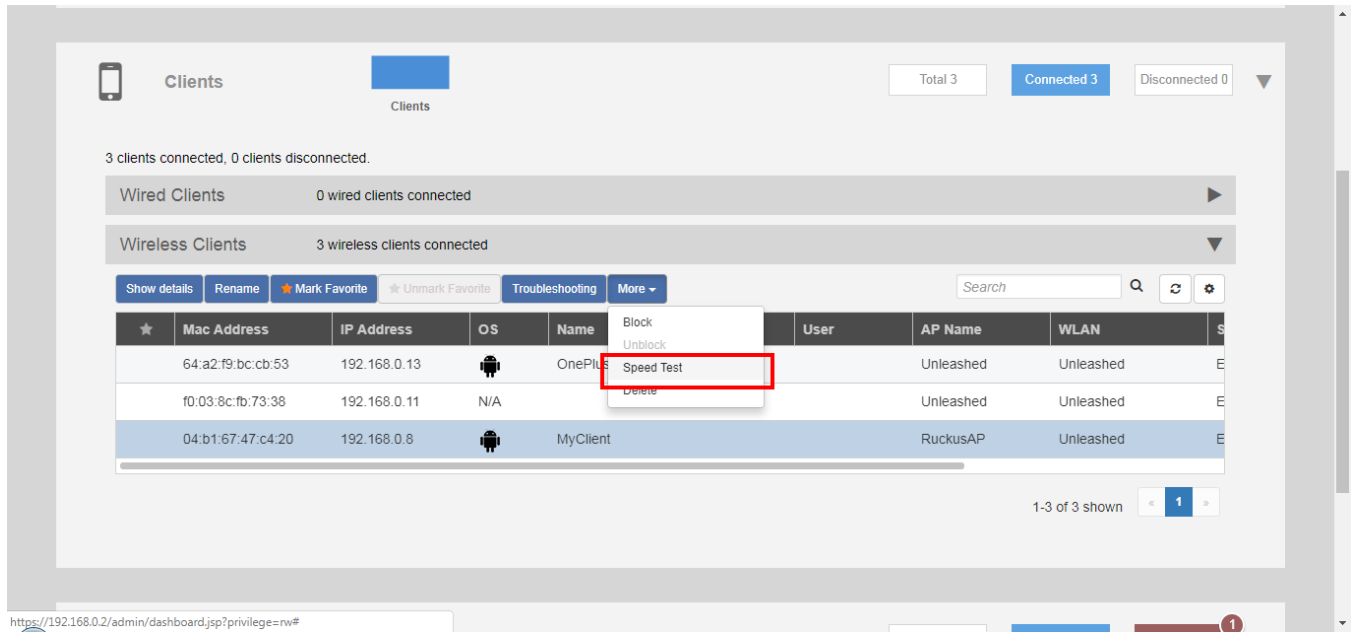 Clients
Clients
Total 3
Connected 3
Disconnected 0
3 clients connected, 0 clients disconnected.
Wired Clients 0 wired clients connected
Wireless Clients 3 wireless clients connected
Show details Rename Mark Favorite Unmark Favorite Troubleshooting More Search
Block
Unblock
Speed Test
Delete
Mac Address IP Address OS Name User AP Name WLAN S
64:a2:f9:bc:cb:53 192.168.0.13 OnePlus Unleashed Unleashed E
f0:03:8c:fb:73:38 192.168.0.11 N/A Unleashed Unleashed E
04:b1:67:47:c4:20 192.168.0.8 MyClient RuckusAP Unleashed E
1-3 of 3 shown « 1 »
https://192.168.0.2/admin/dashboard.jsp?privilege=rw#
1